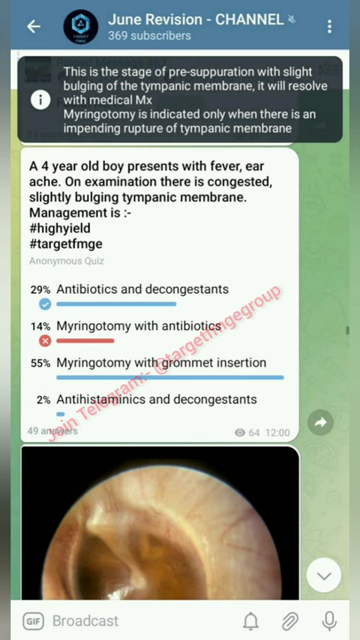 June Revision - CHANNEL
369 subscribers
This is the stage of pre-suppuration with slight
bulging of the tympanic membrane, it will resolve
with medical Mx
Myringotomy is indicated only when there is an
impending rupture of tympanic membrane
A 4 year old boy presents with fever, ear
ache. On examination there is congested,
slightly bulging tympanic membrane.
Management is :-
#highyield
#targetfmge
Anonymous Quiz
29% Antibiotics and decongestants
14% Myringotomy with antibiotics
55% Myringotomy with grommet insertion
2% Antihistaminics and decongestants
Join Telegram:- @targetfmgegroup
49 answers
64 12:00
GIF Broadcast